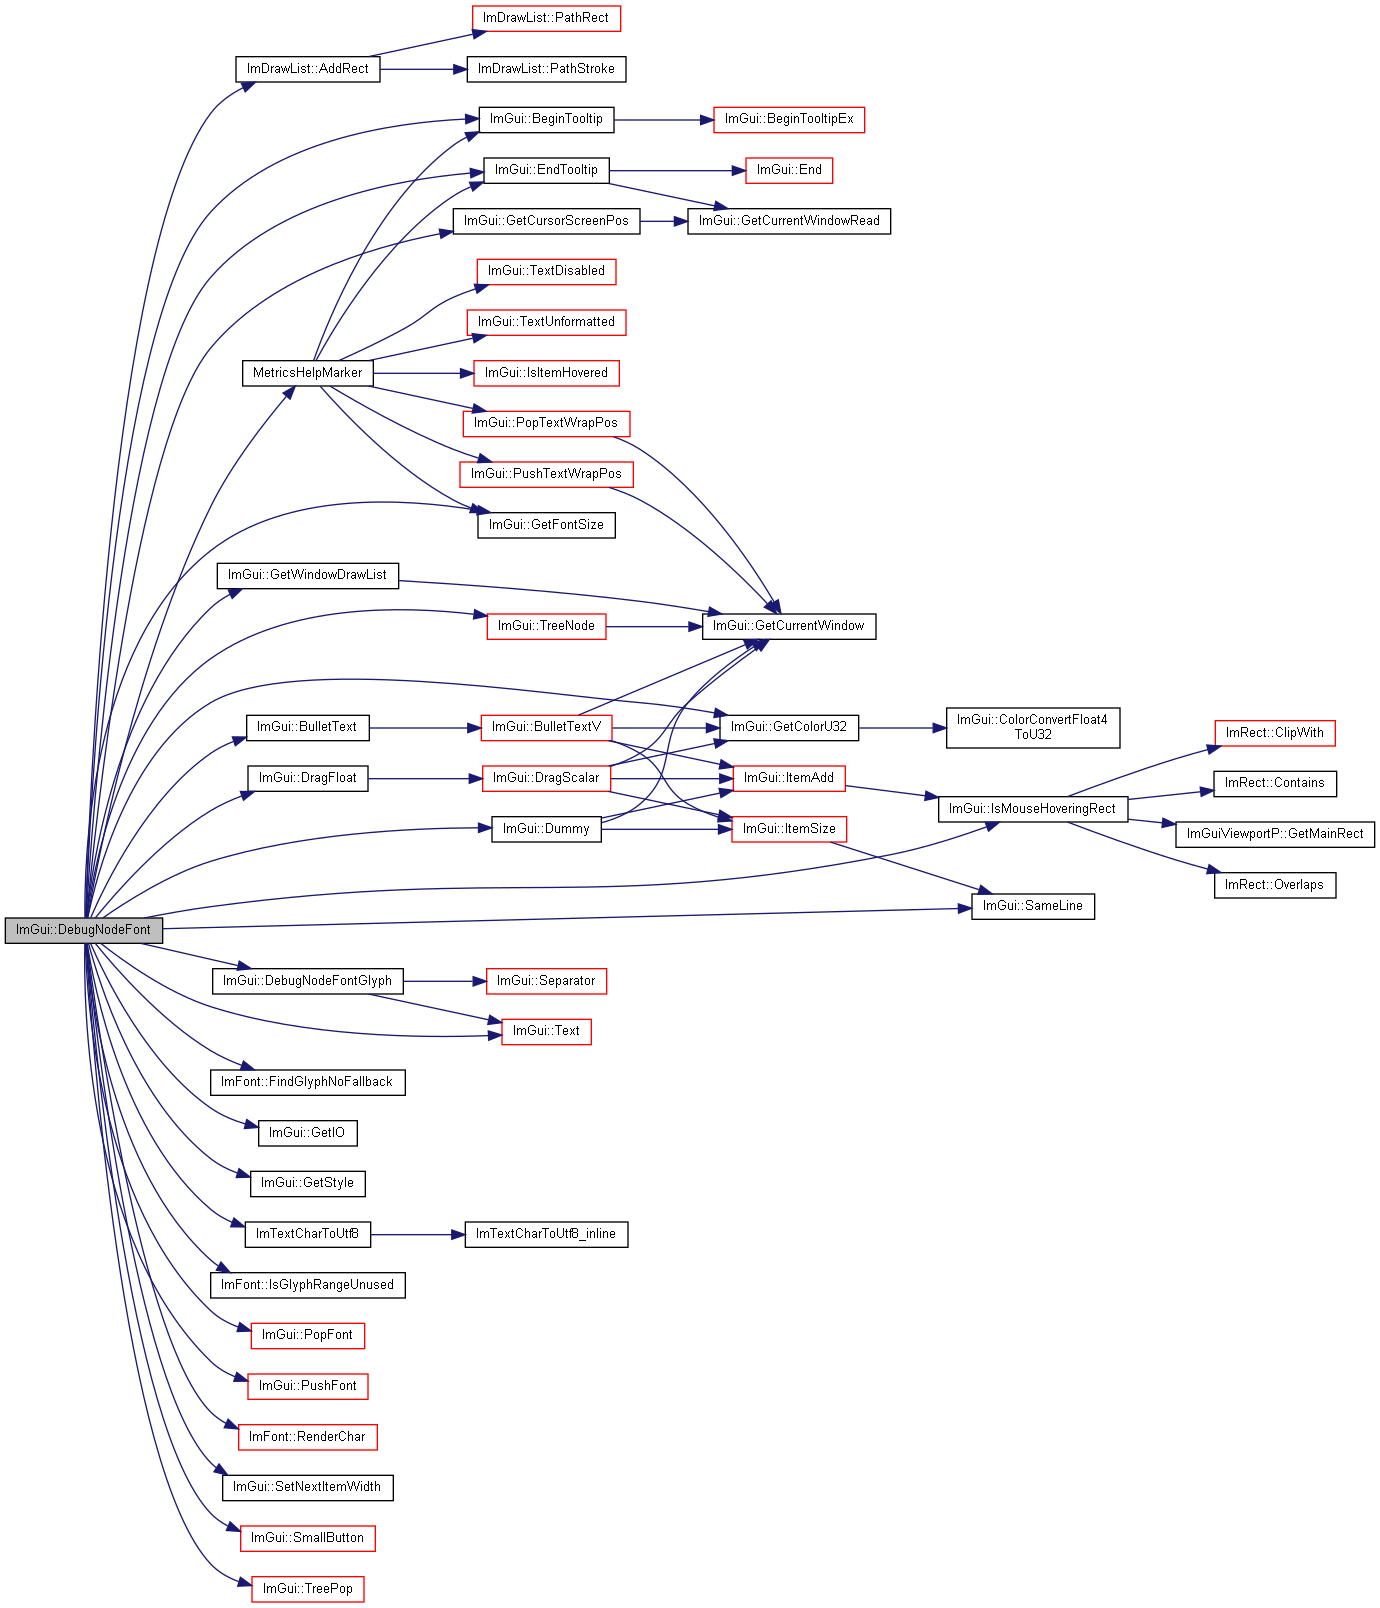 ImDrawList::PathRect
ImDrawList::AddRect
ImDrawList::PathStroke
ImGui::BeginTooltip
ImGui::BeginTooltipEx
ImGui::EndTooltip
ImGui::End
ImGui::GetCursorScreenPos
ImGui::GetCurrentWindowRead
ImGui::TextDisabled
ImGui::TextUnformatted
MetricsHelpMarker
ImGui::IsItemHovered
ImGui::PopTextWrapPos
ImGui::PushTextWrapPos
ImGui::GetFontSize
ImGui::GetWindowDrawList
ImGui::TreeNode
ImGui::GetCurrentWindow
ImGui::BulletText
ImGui::BulletTextV
ImGui::GetColorU32
ImGui::ColorConvertFloat4
ToU32
ImRect::ClipWith
ImGui::DragFloat
ImGui::DragScalar
ImGui::ItemAdd
ImRect::Contains
ImGui::IsMouseHoveringRect
ImGui::Dummy
ImGui::ItemSize
ImGuiViewportP::GetMainRect
ImRect::Overlaps
ImGui::SameLine
ImGui::DebugNodeFont
ImGui::DebugNodeFontGlyph
ImGui::Separator
ImGui::Text
ImFont::FindGlyphNoFallback
ImGui::GetIO
ImGui::GetStyle
ImTextCharToUtf8
ImTextCharToUtf8_inline
ImFont::IsGlyphRangeUnused
ImGui::PopFont
ImGui::PushFont
ImFont::RenderChar
ImGui::SetNextItemWidth
ImGui::SmallButton
ImGui::TreePop